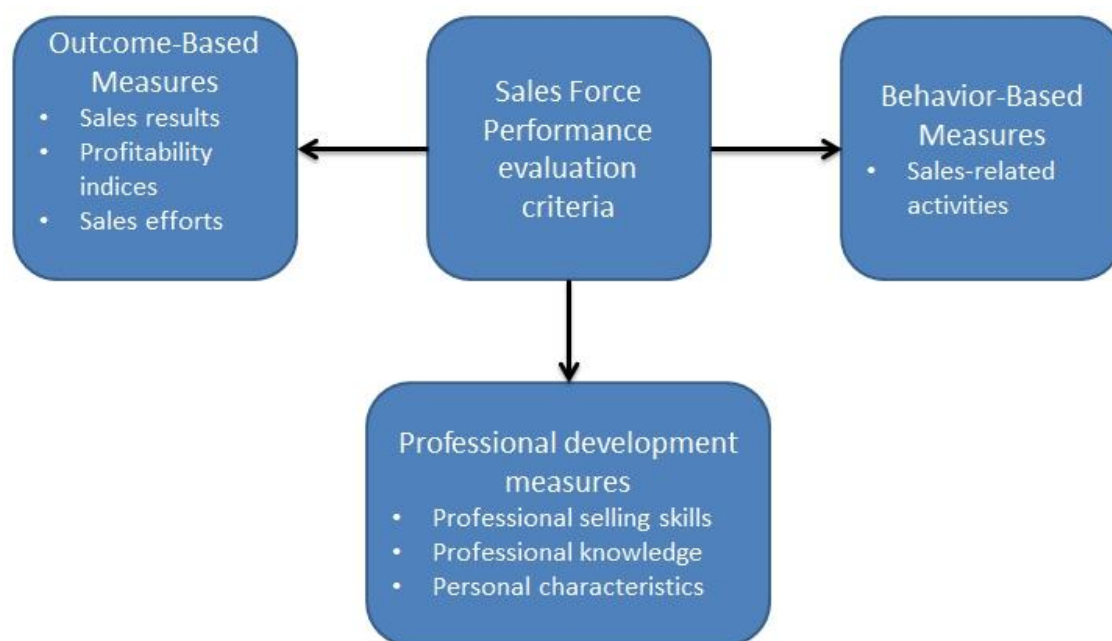 Outcome-Based
Measures
• Sales results
• Profitability
indices
• Sales efforts
Sales Force
Performance
evaluation
criteria
Behavior-Based
Measures
• Sales-related
activities
Professional development
measures
• Professional selling skills
• Professional knowledge
• Personal characteristics